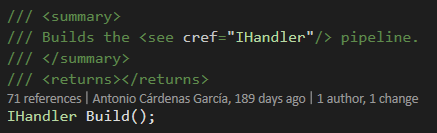 /// <summary>
/// Builds the <see cref="IHandler"/> pipeline.
/// </summary>
/// <returns></returns>
71 references | Antonio Cárdenas García, 189 days ago | 1 author, 1 change
IHandler Build();